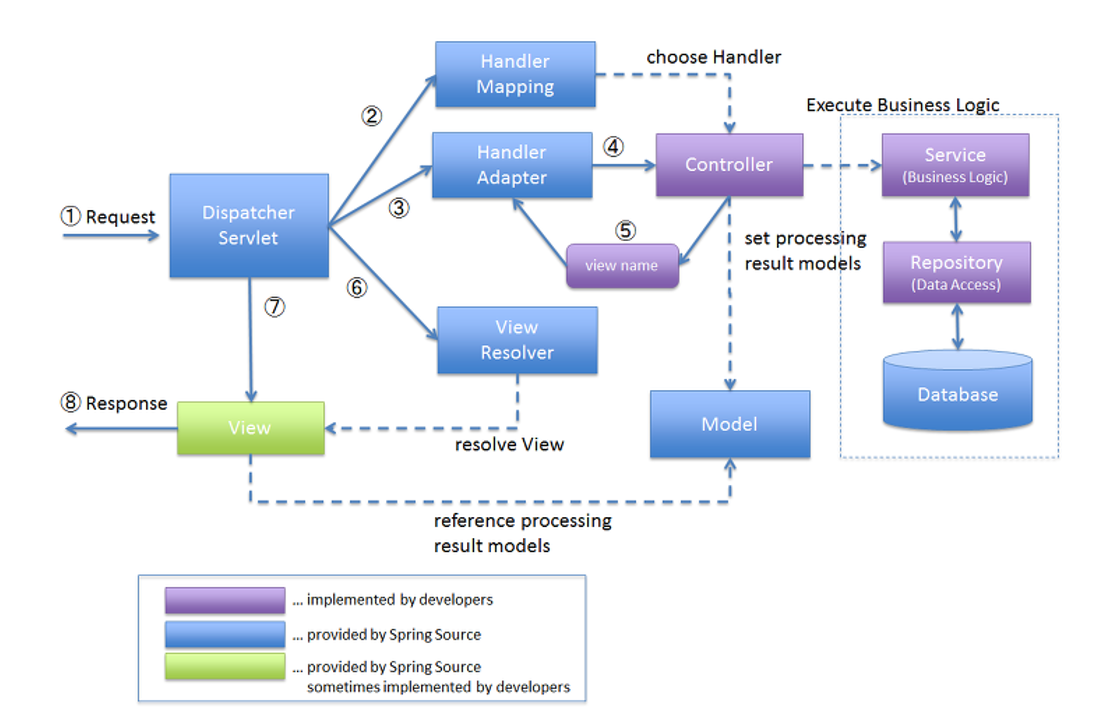 Handler
Mapping
choose Handler
②
Execute Business Logic
Handler
Adapter
④
Controller
Service
(Business Logic)
① Request
Dispatcher
Servlet
③
⑤
view name
set processing
result models
Repository
(Data Access)
⑥
⑦
View
Resolver
Database
⑧ Response
View
resolve View
Model
reference processing
result models
... implemented by developers
... provided by Spring Source
... provided by Spring Source
sometimes implemented by developers